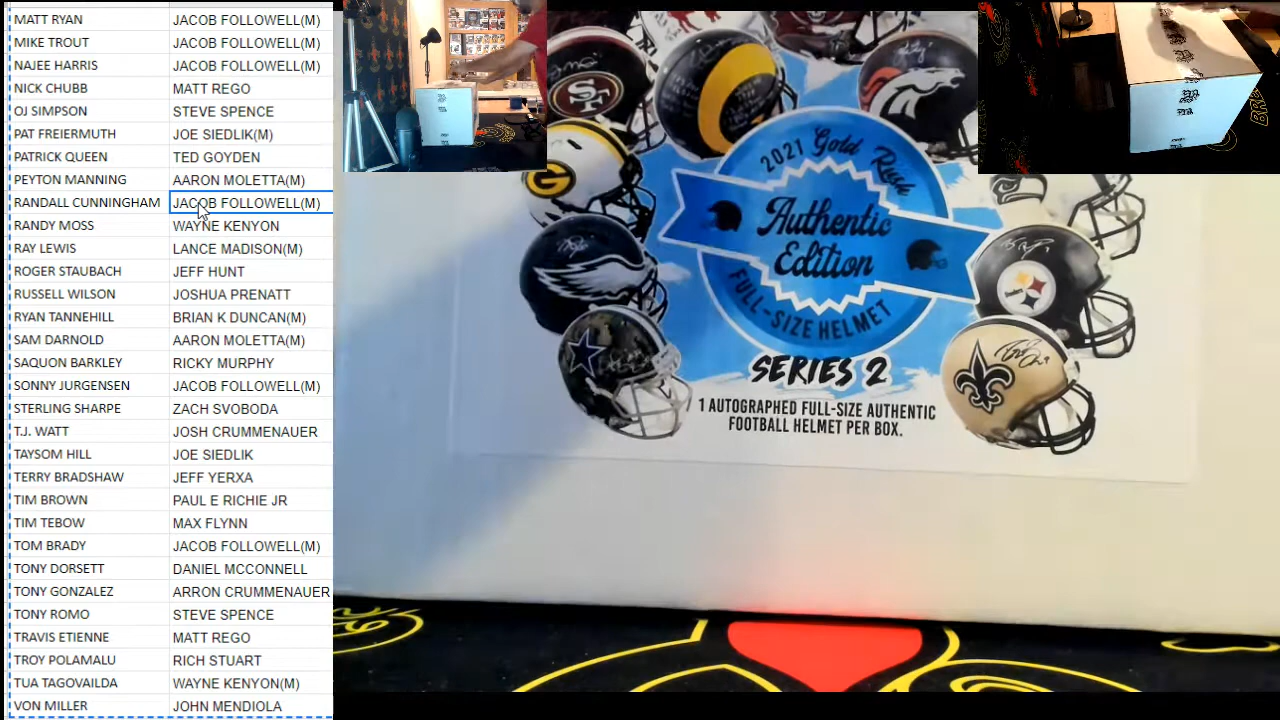 MATT RYAN JACOB FOLLOWELL(M)
MIKE TROUT JACOB FOLLOWELL(M)
NAJEE HARRIS JACOB FOLLOWELL(M)
NICK CHUBB MATT REGO
OJ SIMPSON STEVE SPENCE
PAT FREIERMUTH JOE SIEDLIK(M)
PATRICK QUEEN TED GOYDEN
PEYTON MANNING AARON MOLETTA(M)
RANDALL CUNNINGHAM JACOB FOLLOWELL(M)
RANDY MOSS WAYNE KENYON
RAY LEWIS LANCE MADISON(M)
ROGER STAUBACH JEFF HUNT
RUSSELL WILSON JOSHUA PRENATT
RYAN TANNEHILL BRIAN K DUNCAN(M)
SAM DARNOLD AARON MOLETTA(M)
SAQUON BARKLEY RICKY MURPHY
SONNY JURGENSEN JACOB FOLLOWELL(M)
STERLING SHARPE ZACH SVOBODA
T.J. WATT JOSH CRUMMENAUER
TAYSOM HILL JOE SIEDLIK
TERRY BRADSHAW JEFF YERXA
TIM BROWN PAUL E RICHIE JR
TIM TEBOW MAX FLYNN
TOM BRADY JACOB FOLLOWELL(M)
TONY DORSETT DANIEL MCCONNELL
TONY GONZALEZ ARRON CRUMMENAUER
TONY ROMO STEVE SPENCE
TRAVIS ETIENNE MATT REGO
TROY POLAMALU RICH STUART
TUA TAGOVAILDA WAYNE KENYON(M)
VON MILLER JOHN MENDIOLA
2021 Gold Rush
Authentic
Edition
FULL-SIZE HELMET
SERIES 2
1 AUTOGRAPHED FULL-SIZE AUTHENTIC
FOOTBALL HELMET PER BOX.
SF
G
Steelers